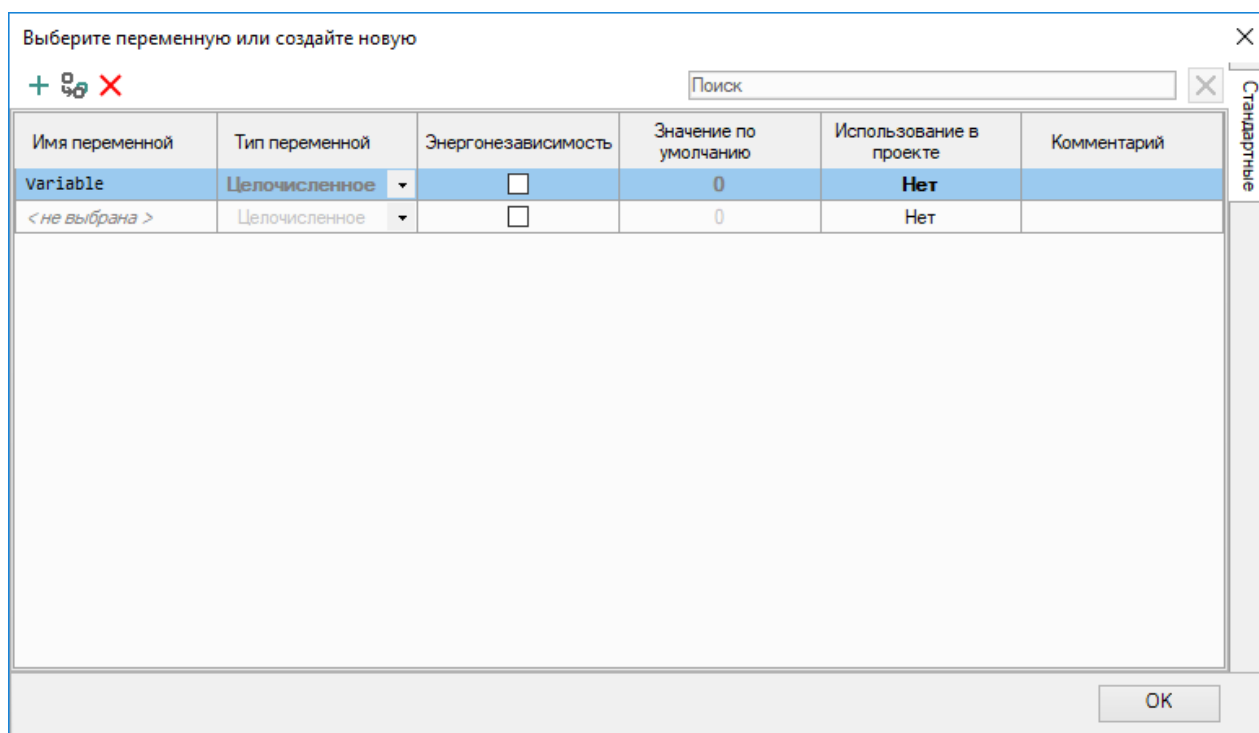 Выберите переменную или создайте новую
Поиск
Стандартные
Имя переменной Тип переменной Энергонезависимость Значение по умолчанию Использование в проекте Комментарий
Variable Целочисленное 0 Нет
< не выбрана > Целочисленное 0 Нет
OK